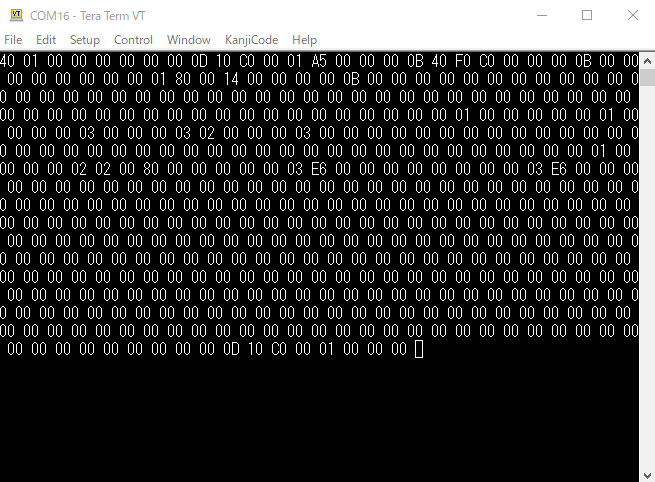 COM16 - Tera Term VT
File Edit Setup Control Window KanjiCode Help
40 01 00 00 00 00 00 00 0D 10 C0 00 01 A5 00 00 00 0B 40 F0 C0 00 00 00 0B 00 00
00 00 00 00 00 00 01 80 00 14 00 00 00 00 0B 00 00 00 00 00 00 00 00 00 00 00 0
0 00 00 00 00 00 00 00 00 00 00 00 00 00 00 00 00 00 00 00 00 00 00 00 00 00 00
00 00 00 00 00 00 00 00 00 00 00 00 00 00 00 00 00 00 00 01 00 00 00 00 00 01 00
00 00 00 03 00 00 00 03 02 00 00 00 03 00 00 00 00 00 00 00 00 00 00 00 00 00 0
0 00 00 00 00 00 00 00 00 00 00 00 00 00 00 00 00 00 00 00 00 00 00 00 00 01 00
00 00 00 02 02 00 80 00 00 00 00 00 03 E6 00 00 00 00 00 00 00 00 03 E6 00 00 00
00 00 00 00 00 00 00 00 00 00 00 00 00 00 00 00 00 00 00 00 00 00 00 00 00 00 0
0 00 00 00 00 00 00 00 00 00 00 00 00 00 00 00 00 00 00 00 00 00 00 00 00 00 00
00 00 00 00 00 00 00 00 00 00 00 00 00 00 00 00 00 00 00 00 00 00 00 00 00 00 00
00 00 00 00 00 00 00 00 00 00 00 00 00 00 00 00 00 00 00 00 00 00 00 00 00 00 0
0 00 00 00 00 00 00 00 00 00 00 00 00 00 00 00 00 00 00 00 00 00 00 00 00 00 00
00 00 00 00 00 00 00 00 00 00 00 00 00 00 00 00 00 00 00 00 00 00 00 00 00 00 00
00 00 00 00 00 00 00 00 00 00 00 00 00 00 00 00 00 00 00 00 00 00 00 00 00 00 0
0 00 00 00 00 00 00 00 00 00 00 00 00 00 00 00 00 00 00 00 00 00 00 00 00 00 00
00 00 00 00 00 00 00 00 00 00 00 00 00 00 00 00 00 00 00 00 00 00 00 00 00 00 00
00 00 00 00 00 00 00 00 00 0D 10 C0 00 01 00 00 00